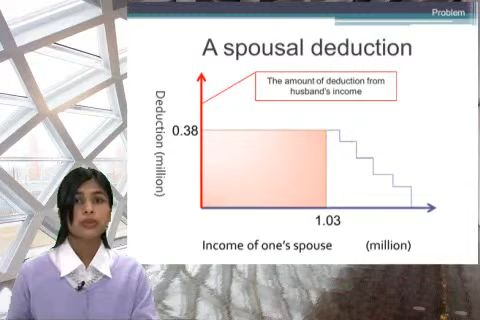 Problem
A spousal deduction
The amount of deduction from
husband's income
Deduction (million)
0.38
1.03
Income of one's spouse (million)